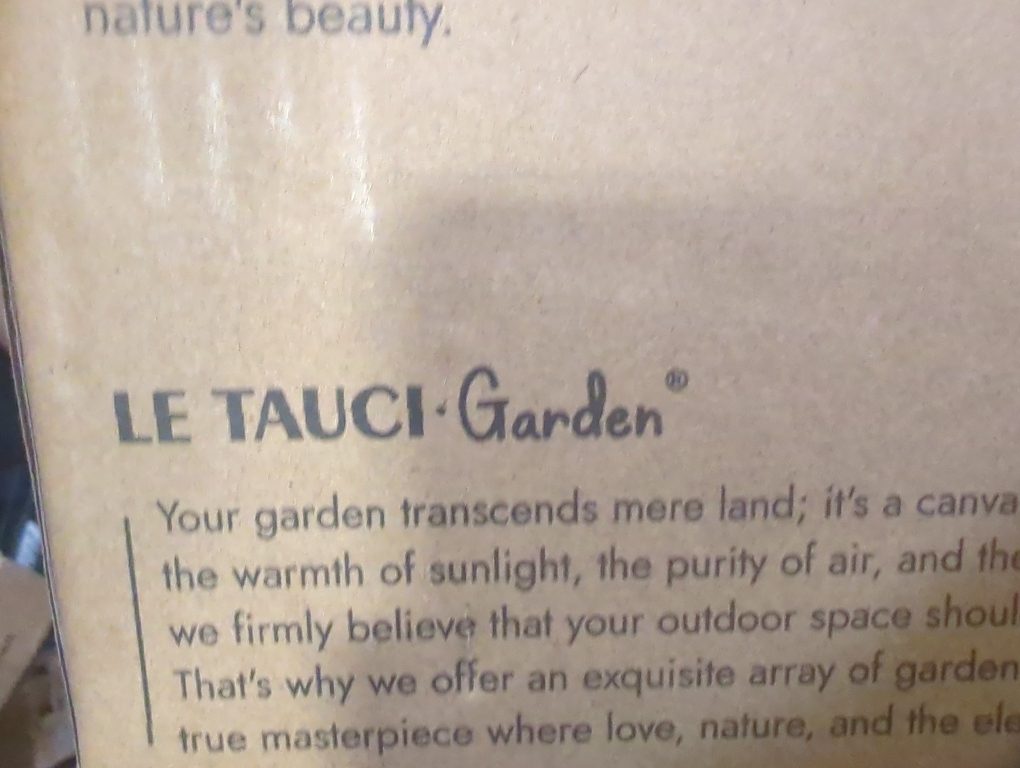 nature's beauty.
LE TAUCI·Garden®
Your garden transcends mere land; it's a canva
the warmth of sunlight, the purity of air, and the
we firmly believe that your outdoor space shoul
That's why we offer an exquisite array of garden
true masterpiece where love, nature, and the ele